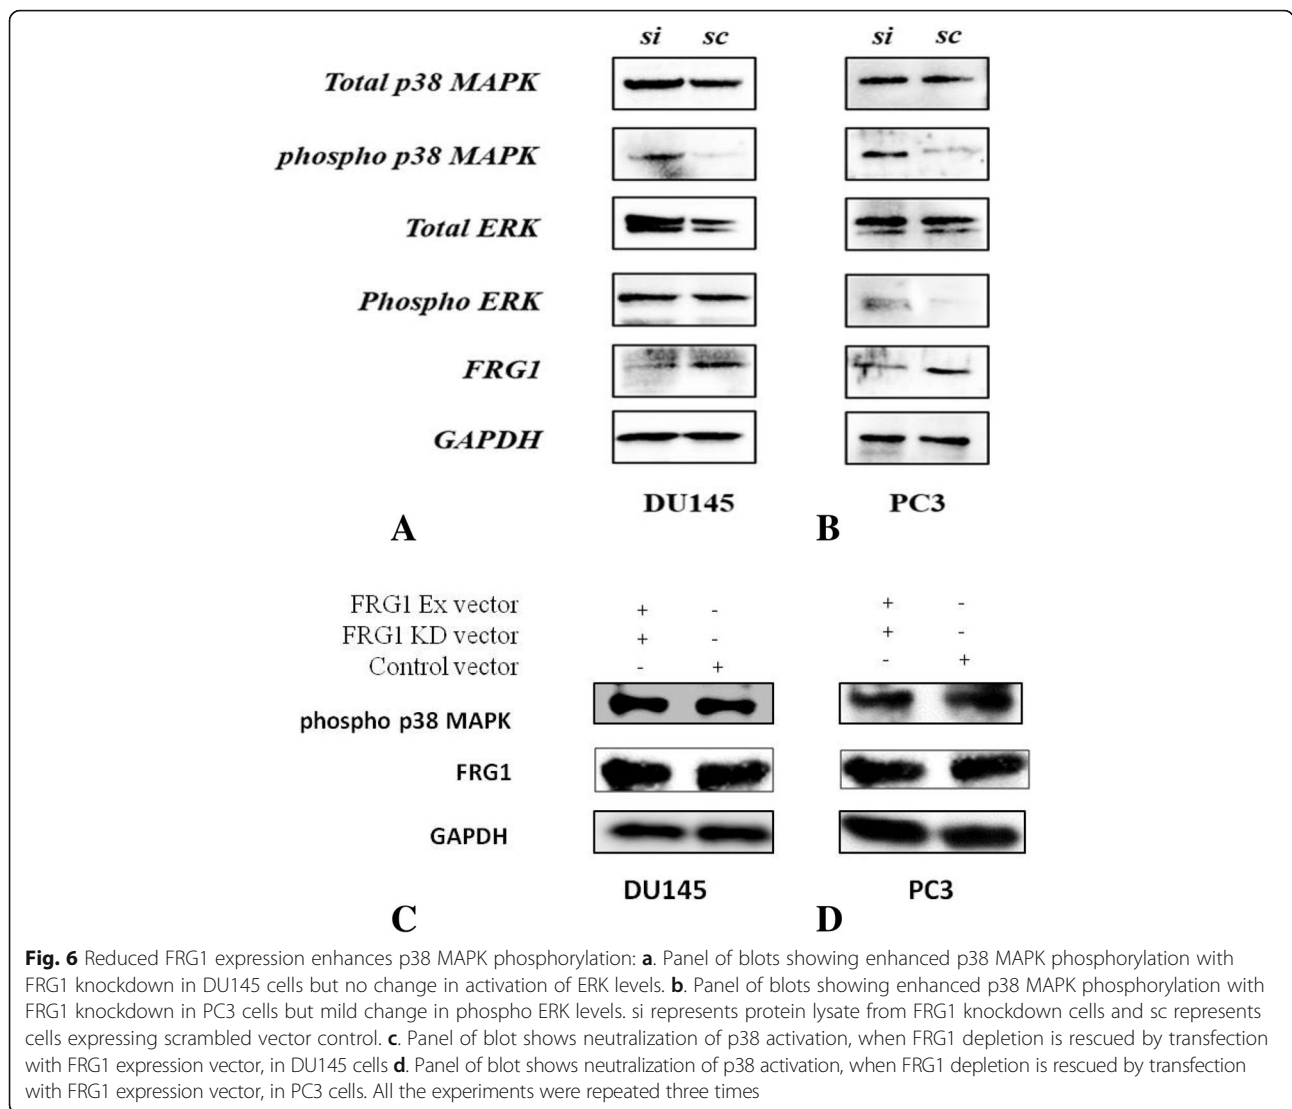 si sc si sc
Total p38 MAPK
phospho p38 MAPK
Total ERK
Phospho ERK
FRG1
GAPDH
DU145 PC3
A B
FRG1 Ex vector + - + -
FRG1 KD vector + - + -
Control vector - + - +
phospho p38 MAPK
FRG1
GAPDH
DU145 PC3
C D
Fig. 6 Reduced FRG1 expression enhances p38 MAPK phosphorylation: a. Panel of blots showing enhanced p38 MAPK phosphorylation with
FRG1 knockdown in DU145 cells but no change in activation of ERK levels. b. Panel of blots showing enhanced p38 MAPK phosphorylation with
FRG1 knockdown in PC3 cells but mild change in phospho ERK levels. si represents protein lysate from FRG1 knockdown cells and sc represents
cells expressing scrambled vector control. c. Panel of blot shows neutralization of p38 activation, when FRG1 depletion is rescued by transfection
with FRG1 expression vector, in DU145 cells d. Panel of blot shows neutralization of p38 activation, when FRG1 depletion is rescued by transfection
with FRG1 expression vector, in PC3 cells. All the experiments were repeated three times